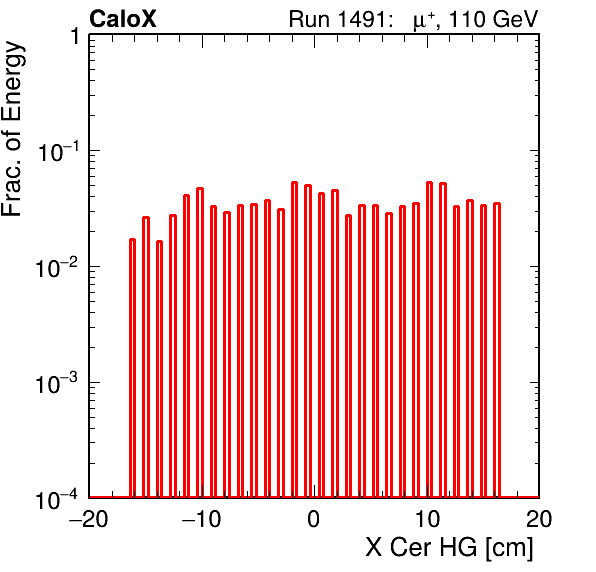 CaloX Run 1491: μ⁺, 110 GeV
Frac. of Energy
1
10⁻¹
10⁻²
10⁻³
10⁻⁴
−20 −10 0 10 20
X Cer HG [cm]